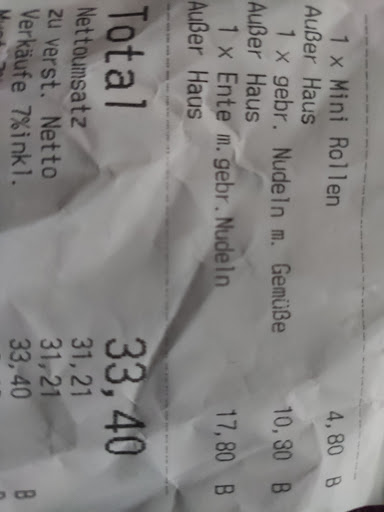 1 x Mini Rollen 4,80 B
Außer Haus
1 x gebr. Nudeln m. Gemüße 10,80 B
Außer Haus
1 x Ente m.gebr.Nudeln 17,80 B
Außer Haus
Total 33,40
Nettoumsatz 31,21
zu verst. Netto 31,21
Verkäufe 7%inkl. 33,40 B